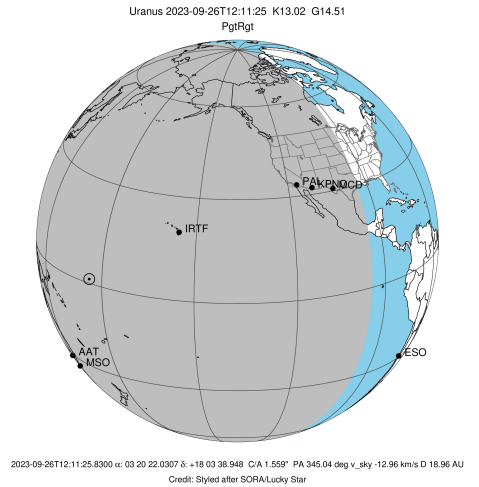 Uranus 2023-09-26T12:11:25 K13.02 G14.51
PgtRgt
PAL KPNO MCD
IRTF
AAT
MSO
ESO
2023-09-26T12:11:25.8300 α: 03 20 22.0307 δ: +18 03 38.948 C/A 1.559" PA 345.04 deg v_sky -12.96 km/s D 18.96 AU
Credit: Styled after SORA/Lucky Star